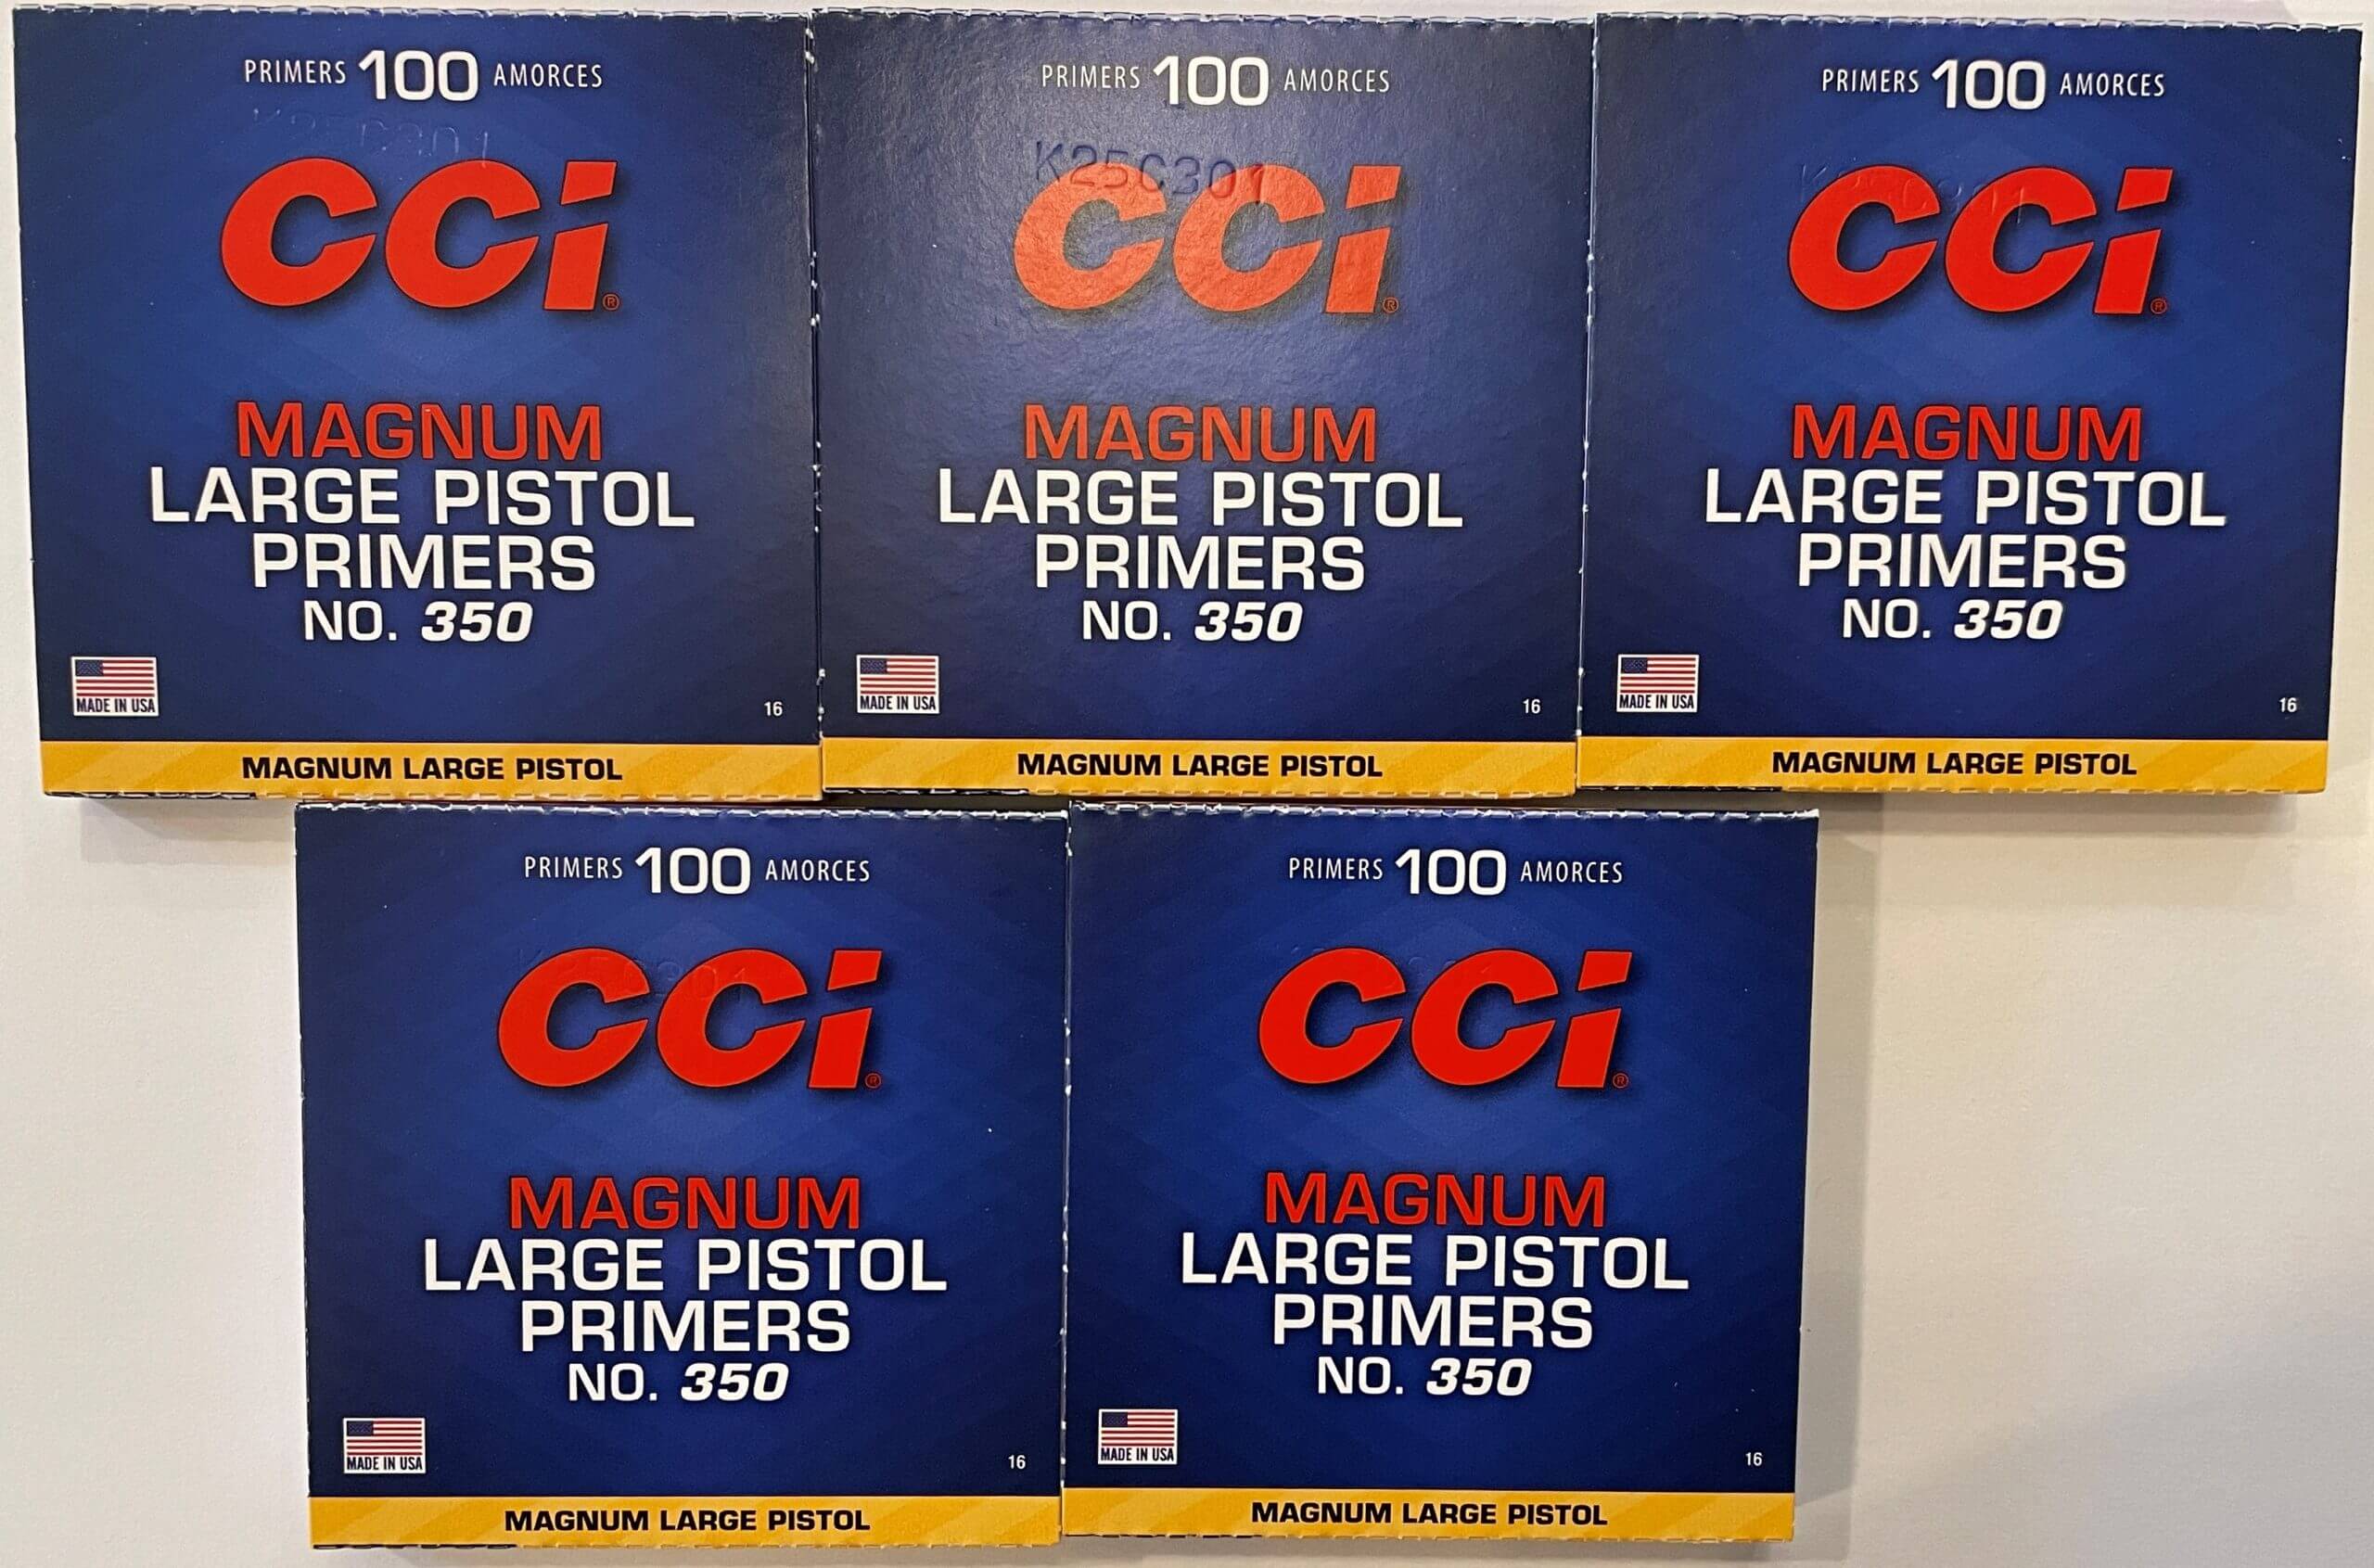 PRIMERS 100 AMORCES
CCI®
MAGNUM
LARGE PISTOL
PRIMERS
NO. 350
MADE IN USA
16
MAGNUM LARGE PISTOL
PRIMERS 100 AMORCES
K25C301
CCI®
MAGNUM
LARGE PISTOL
PRIMERS
NO. 350
MADE IN USA
16
MAGNUM LARGE PISTOL
PRIMERS 100 AMORCES
CCI®
MAGNUM
LARGE PISTOL
PRIMERS
NO. 350
MADE IN USA
16
MAGNUM LARGE PISTOL
PRIMERS 100 AMORCES
CCI®
MAGNUM
LARGE PISTOL
PRIMERS
NO. 350
MADE IN USA
16
MAGNUM LARGE PISTOL
PRIMERS 100 AMORCES
CCI®
MAGNUM
LARGE PISTOL
PRIMERS
NO. 350
MADE IN USA
16
MAGNUM LARGE PISTOL